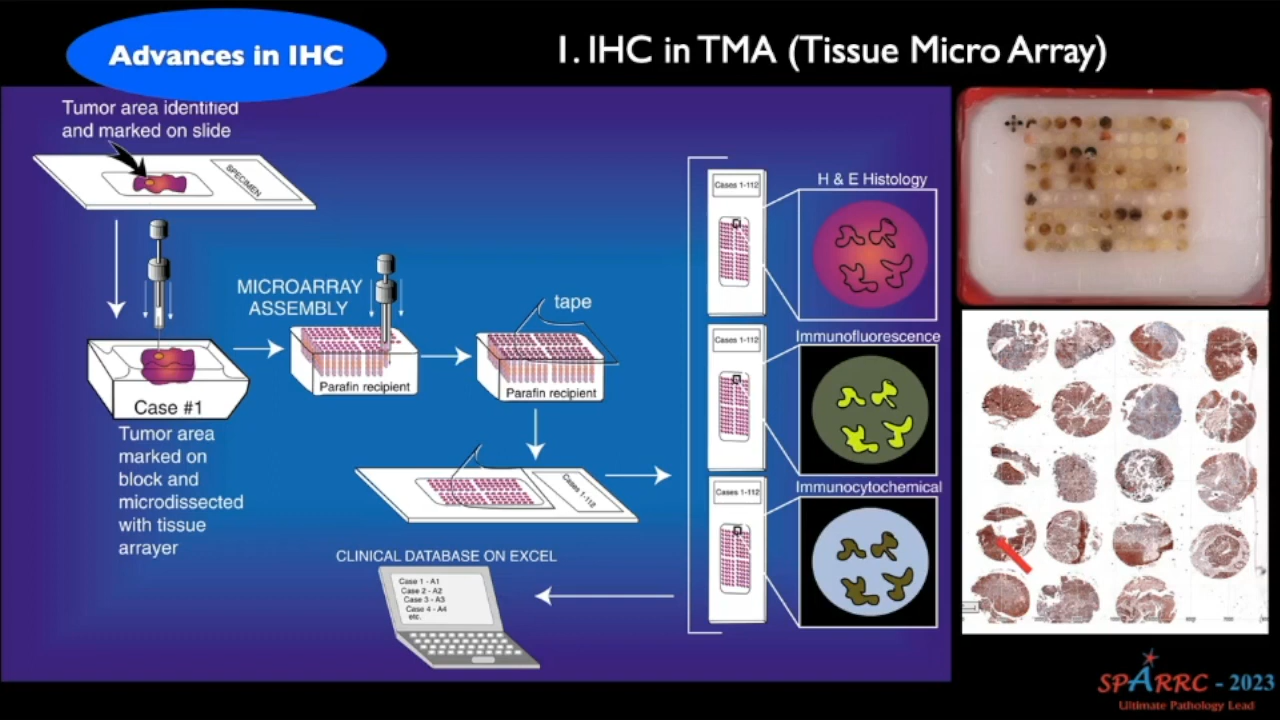 Advances in IHC
1. IHC in TMA (Tissue Micro Array)
Tumor area identified
and marked on slide
SPECIMEN
Case #1
Tumor area
marked on
block and
microdissected
with tissue
arrayer
MICROARRAY
ASSEMBLY
Parafin recipient
tape
Parafin recipient
Cases 1-112
CLINICAL DATABASE ON EXCEL
Case 1 - A1
Case 2 - A2
Case 3 - A3
Case 4 - A4
etc.
Cases 1-112
H & E Histology
Cases 1-112
Immunofluorescence
Cases 1-112
Immunocytochemical
SPARRC - 2023
Ultimate Pathology Lead